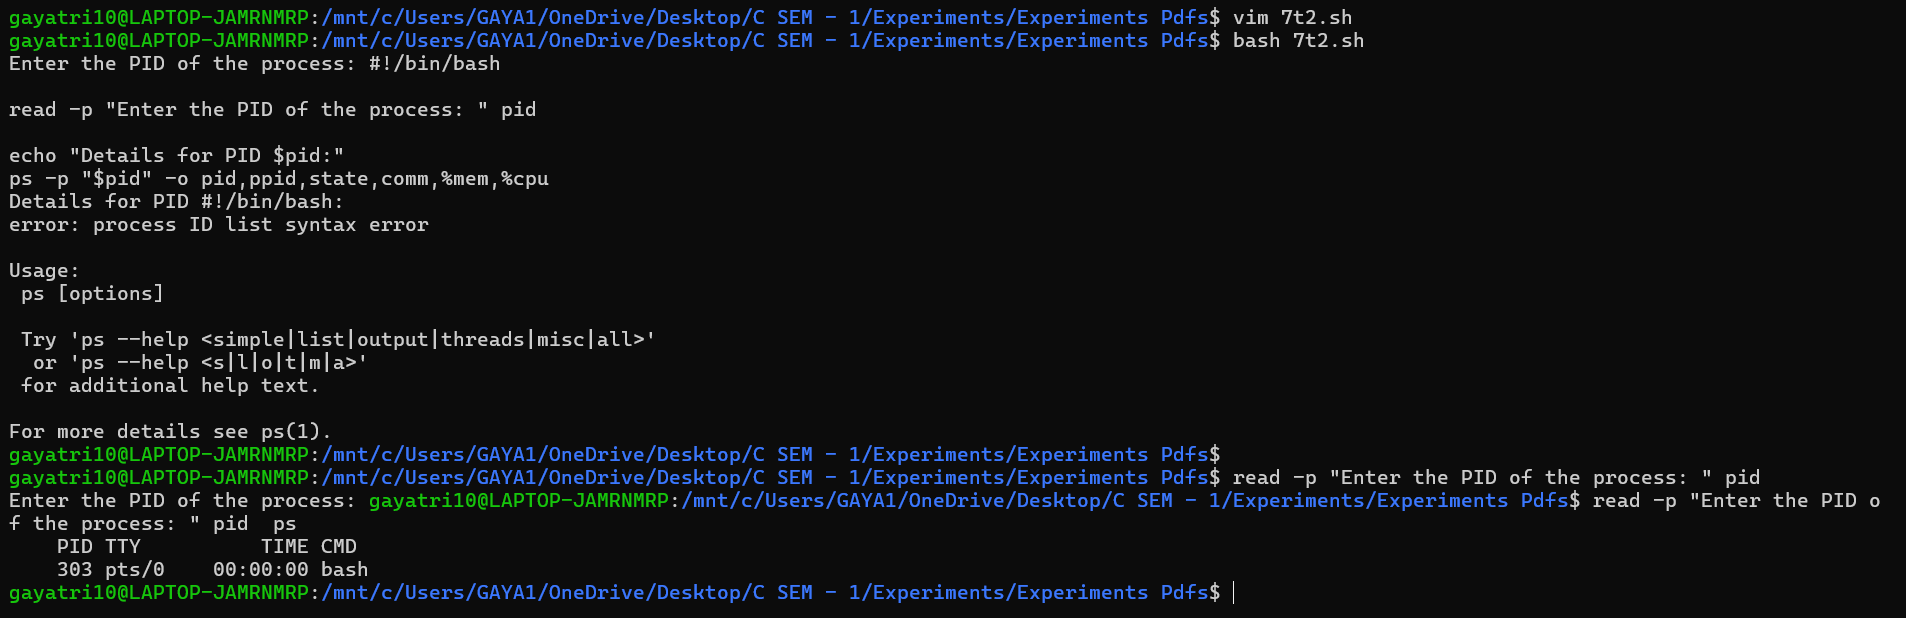 gayatri10@LAPTOP-JAMRNMRP:/mnt/c/Users/GAYA1/OneDrive/Desktop/C SEM - 1/Experiments/Experiments Pdfs$ vim 7t2.sh
gayatri10@LAPTOP-JAMRNMRP:/mnt/c/Users/GAYA1/OneDrive/Desktop/C SEM - 1/Experiments/Experiments Pdfs$ bash 7t2.sh
Enter the PID of the process: #!/bin/bash
read -p "Enter the PID of the process: " pid
echo "Details for PID $pid:"
ps -p "$pid" -o pid,ppid,state,comm,%mem,%cpu
Details for PID #!/bin/bash:
error: process ID list syntax error
Usage:
 ps [options]
 Try 'ps --help <simple|list|output|threads|misc|all>'
  or 'ps --help <s|l|o|t|m|a>'
 for additional help text.
For more details see ps(1).
gayatri10@LAPTOP-JAMRNMRP:/mnt/c/Users/GAYA1/OneDrive/Desktop/C SEM - 1/Experiments/Experiments Pdfs$
gayatri10@LAPTOP-JAMRNMRP:/mnt/c/Users/GAYA1/OneDrive/Desktop/C SEM - 1/Experiments/Experiments Pdfs$ read -p "Enter the PID of the process: " pid
Enter the PID of the process: gayatri10@LAPTOP-JAMRNMRP:/mnt/c/Users/GAYA1/OneDrive/Desktop/C SEM - 1/Experiments/Experiments Pdfs$ read -p "Enter the PID o
f the process: " pid  ps
    PID TTY          TIME CMD
    303 pts/0    00:00:00 bash
gayatri10@LAPTOP-JAMRNMRP:/mnt/c/Users/GAYA1/OneDrive/Desktop/C SEM - 1/Experiments/Experiments Pdfs$